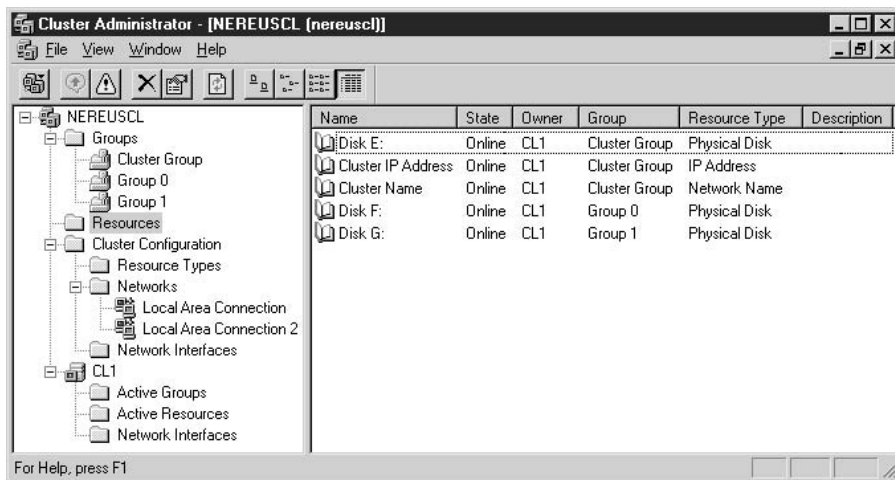 Cluster Administrator - [NEREUSCL (nereuscl)]
File View Window Help
NEREUSCL
Groups
Cluster Group
Group 0
Group 1
Resources
Cluster Configuration
Resource Types
Networks
Local Area Connection
Local Area Connection 2
Network Interfaces
CL1
Active Groups
Active Resources
Network Interfaces
Name State Owner Group Resource Type Description
Disk E: Online CL1 Cluster Group Physical Disk
Cluster IP Address Online CL1 Cluster Group IP Address
Cluster Name Online CL1 Cluster Group Network Name
Disk F: Online CL1 Group 0 Physical Disk
Disk G: Online CL1 Group 1 Physical Disk
For Help, press F1